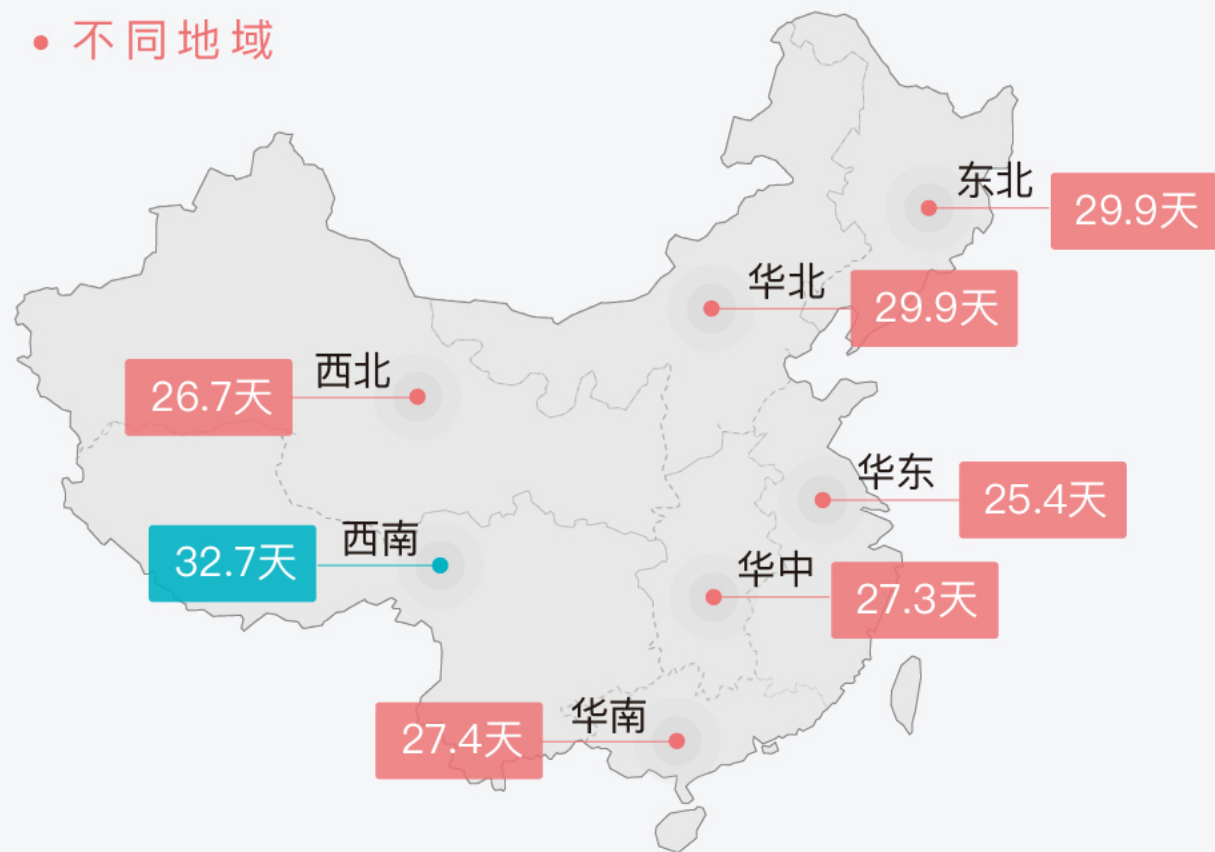 不同地域
东北
29.9天
华北
29.9天
西北
26.7天
华东
25.4天
西南
32.7天
华中
27.3天
华南
27.4天